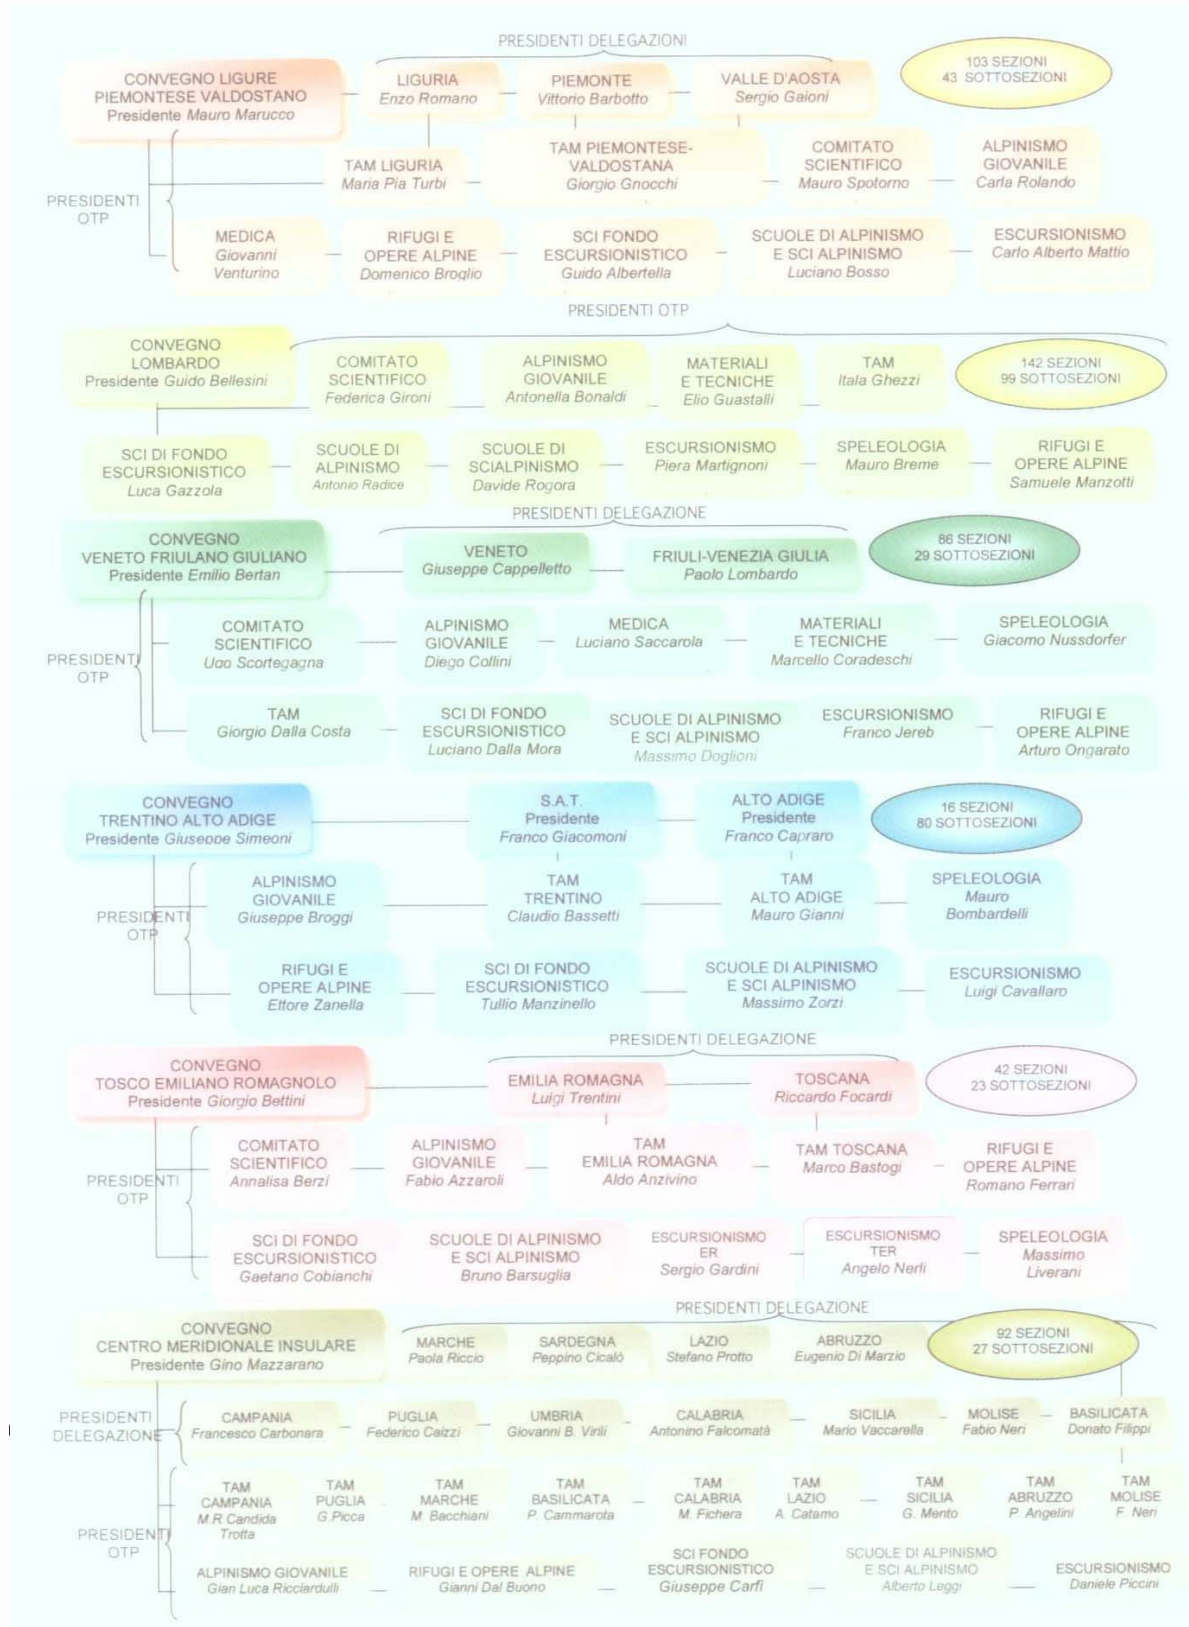 PRESIDENTI DELEGAZIONI
103 SEZIONI
43 SOTTOSEZIONI
CONVEGNO LIGURE
PIEMONTESE VALDOSTANO
Presidente Mauro Marucco
LIGURIA
Enzo Romano
PIEMONTE
Vittorio Barbotto
VALLE D'AOSTA
Sergio Gaioni
PRESIDENTI
OTP
TAM LIGURIA
Maria Pia Turbi
TAM PIEMONTESE-
VALDOSTANA
Giorgio Gnocchi
COMITATO
SCIENTIFICO
Mauro Spotorno
ALPINISMO
GIOVANILE
Carla Rolando
MEDICA
Giovanni
Venturino
RIFUGI E
OPERE ALPINE
Domenico Broglio
SCI FONDO
ESCURSIONISTICO
Guido Albertella
SCUOLE DI ALPINISMO
E SCI ALPINISMO
Luciano Bosso
ESCURSIONISMO
Carlo Alberto Mattio
PRESIDENTI OTP
CONVEGNO
LOMBARDO
Presidente Guido Bellesini
COMITATO
SCIENTIFICO
Federica Gironi
ALPINISMO
GIOVANILE
Antonella Bonaldi
MATERIALI
E TECNICHE
Elio Guastalli
TAM
Itala Ghezzi
142 SEZIONI
99 SOTTOSEZIONI
SCI DI FONDO
ESCURSIONISTICO
Luca Gazzola
SCUOLE DI
ALPINISMO
Antonio Radice
SCUOLE DI
SCIALPINISMO
Davide Rogora
ESCURSIONISMO
Piera Martignoni
SPELEOLOGIA
Mauro Breme
RIFUGI E
OPERE ALPINE
Samuele Manzotti
PRESIDENTI DELEGAZIONE
CONVEGNO
VENETO FRIULANO GIULIANO
Presidente Emilio Bertan
VENETO
Giuseppe Cappelletto
FRIULI-VENEZIA GIULIA
Paolo Lombardo
86 SEZIONI
29 SOTTOSEZIONI
PRESIDENTI
OTP
COMITATO
SCIENTIFICO
Ugo Scortegagna
ALPINISMO
GIOVANILE
Diego Collini
MEDICA
Luciano Saccarola
MATERIALI
E TECNICHE
Marcello Coradeschi
SPELEOLOGIA
Giacomo Nussdorfer
TAM
Giorgio Dalla Costa
SCI DI FONDO
ESCURSIONISTICO
Luciano Dalla Mora
SCUOLE DI ALPINISMO
E SCI ALPINISMO
Massimo Doglioni
ESCURSIONISMO
Franco Jereb
RIFUGI E
OPERE ALPINE
Arturo Ongarato
CONVEGNO
TRENTINO ALTO ADIGE
Presidente Giuseppe Simeoni
S.A.T.
Presidente
Franco Giacomoni
ALTO ADIGE
Presidente
Franco Capraro
16 SEZIONI
80 SOTTOSEZIONI
PRESIDENTI
OTP
ALPINISMO
GIOVANILE
Giuseppe Broggi
TAM
TRENTINO
Claudio Bassetti
TAM
ALTO ADIGE
Mauro Gianni
SPELEOLOGIA
Mauro
Bombardelli
RIFUGI E
OPERE ALPINE
Ettore Zanella
SCI DI FONDO
ESCURSIONISTICO
Tullio Manzinello
SCUOLE DI ALPINISMO
E SCI ALPINISMO
Massimo Zorzi
ESCURSIONISMO
Luigi Cavallaro
PRESIDENTI DELEGAZIONE
CONVEGNO
TOSCO EMILIANO ROMAGNOLO
Presidente Giorgio Bettini
EMILIA ROMAGNA
Luigi Trentini
TOSCANA
Riccardo Focardi
42 SEZIONI
23 SOTTOSEZIONI
PRESIDENTI
OTP
COMITATO
SCIENTIFICO
Annalisa Berzi
ALPINISMO
GIOVANILE
Fabio Azzaroli
TAM
EMILIA ROMAGNA
Aldo Anzivino
TAM TOSCANA
Marco Bastogi
RIFUGI E
OPERE ALPINE
Romano Ferrari
SCI DI FONDO
ESCURSIONISTICO
Gaetano Cobianchi
SCUOLE DI ALPINISMO
E SCI ALPINISMO
Bruno Barsuglia
ESCURSIONISMO
ER
Sergio Gardini
ESCURSIONISMO
TER
Angelo Nerli
SPELEOLOGIA
Massimo
Liverani
PRESIDENTI DELEGAZIONE
CONVEGNO
CENTRO MERIDIONALE INSULARE
Presidente Gino Mazzarano
MARCHE
Paola Riccio
SARDEGNA
Peppino Cicalò
LAZIO
Stefano Protto
ABRUZZO
Eugenio Di Marzio
92 SEZIONI
27 SOTTOSEZIONI
PRESIDENTI
DELEGAZIONE
CAMPANIA
Francesco Carbonara
PUGLIA
Federico Caizzi
UMBRIA
Giovanni B. Virili
CALABRIA
Antonino Falcomatà
SICILIA
Mario Vaccarella
MOLISE
Fabio Neri
BASILICATA
Donato Filippi
PRESIDENTI
OTP
TAM
CAMPANIA
M.R.Candida
Trotta
TAM
PUGLIA
G.Picca
TAM
MARCHE
M. Bacchiani
TAM
BASILICATA
P. Cammarota
TAM
CALABRIA
M. Fichera
TAM
LAZIO
A. Catamo
TAM
SICILIA
G. Mento
TAM
ABRUZZO
P. Angelini
TAM
MOLISE
F. Neri
ALPINISMO GIOVANILE
Gian Luca Ricciardulli
RIFUGI E OPERE ALPINE
Gianni Dal Buono
SCI FONDO
ESCURSIONISTICO
Giuseppe Carfì
SCUOLE DI ALPINISMO
E SCI ALPINISMO
Alberto Leggi
ESCURSIONISMO
Daniele Piccini